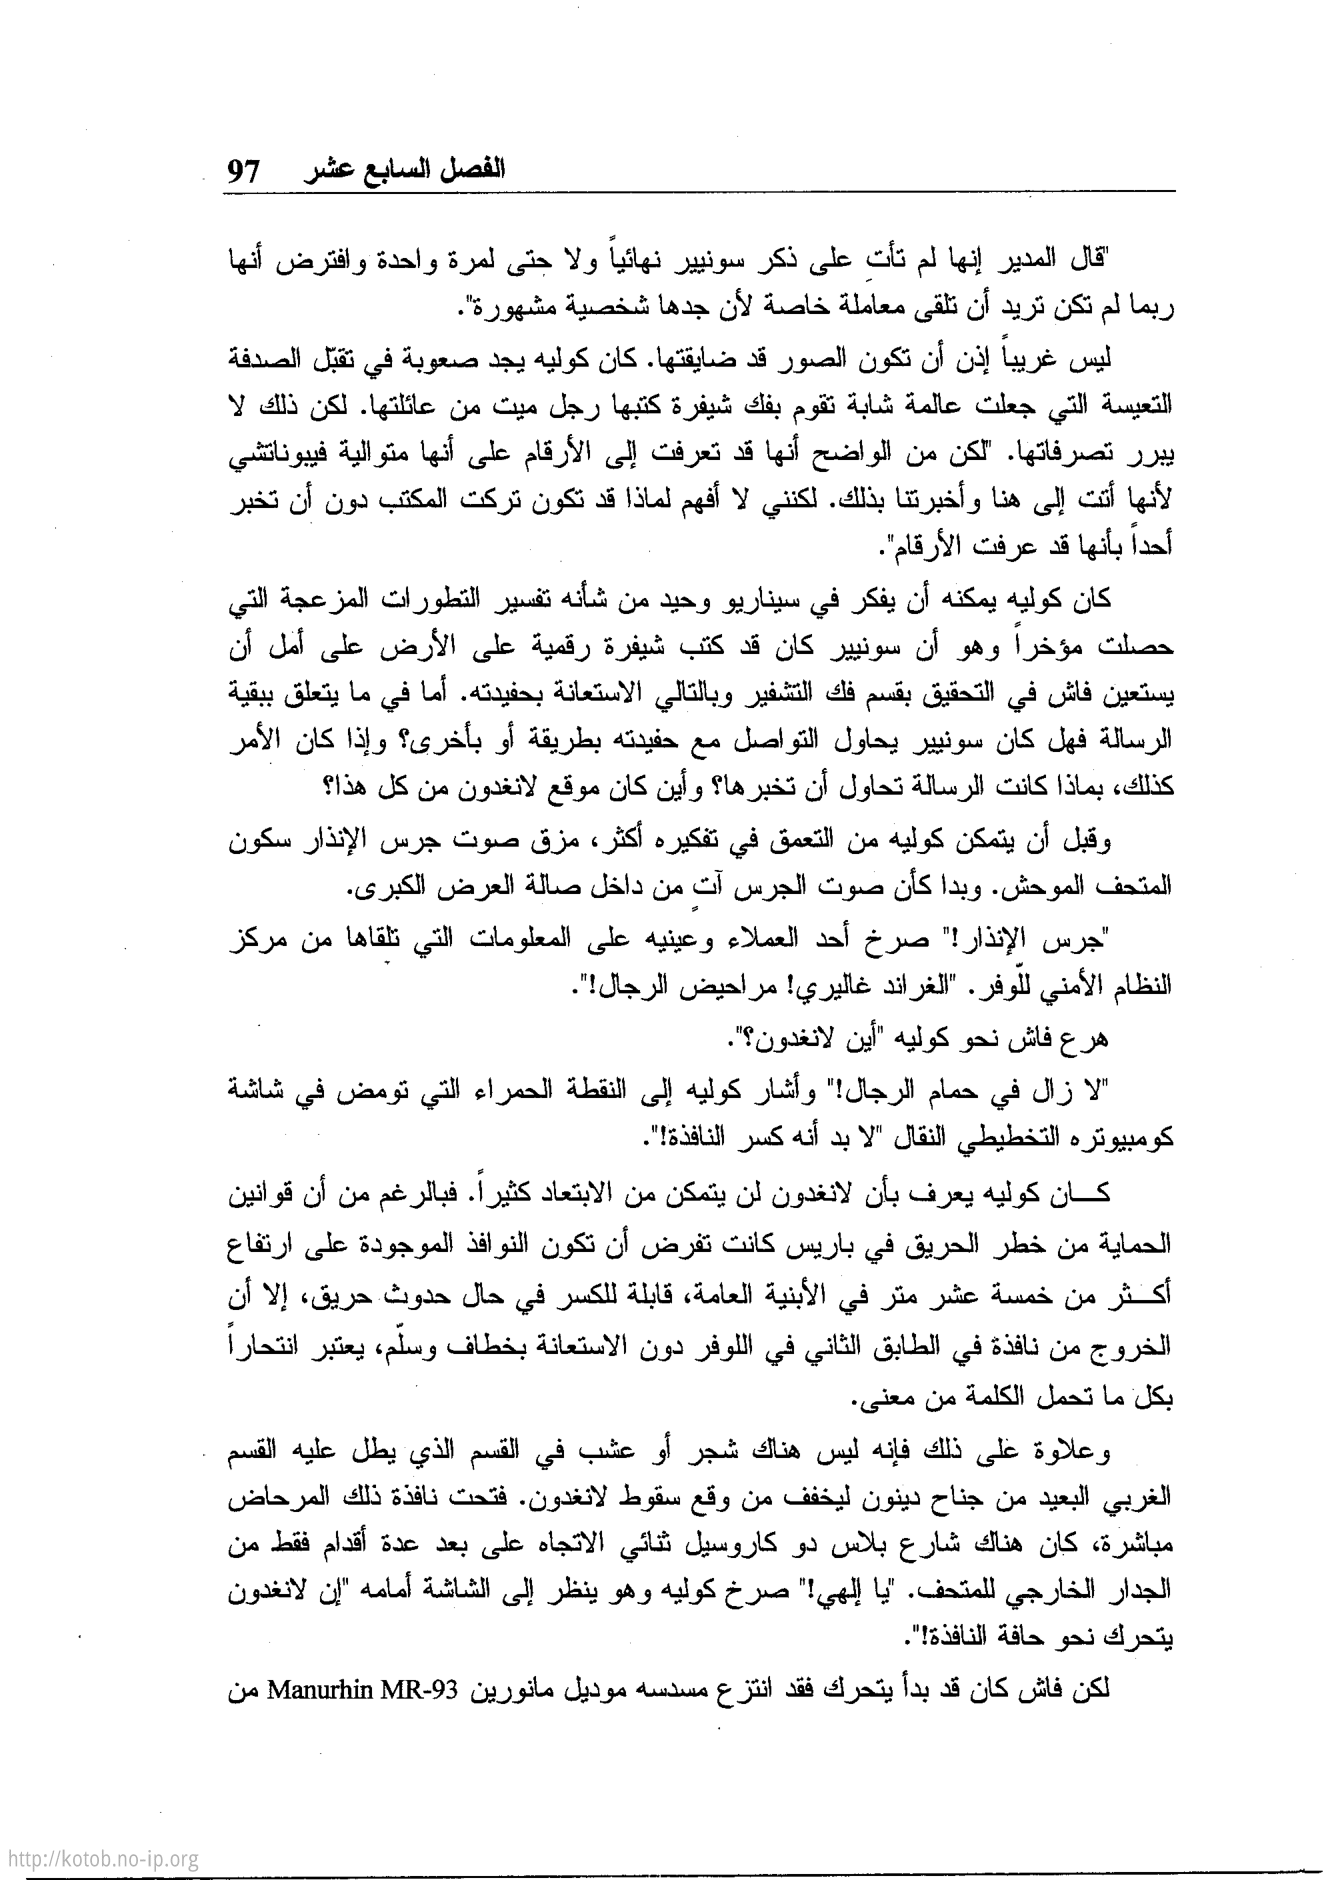 الفصل السابع عشر 97
"قال المدير إنها لم تأتِ على ذكر سونيير نهائياً ولا حتى لمرة واحدة وافترض أنها
ربما لم تكن تريد أن تلقى معاملة خاصة لأن جدها شخصية مشهورة".
ليس غريباً إذن أن تكون الصور قد ضايقتها. كان كوليه يجد صعوبة في تقبّل الصدفة
التعيسة التي جعلت عالمة شابة تقوم بفك شيفرة كتبها رجل ميت من عائلتها. لكن ذلك لا
يبرر تصرفاتها. "لكن من الواضح أنها قد تعرفت إلى الأرقام على أنها متوالية فيبوناتشي
لأنها أتت إلى هنا وأخبرتنا بذلك. لكنني لا أفهم لماذا قد تكون تركت المكتب دون أن تخبر
أحداً بأنها قد عرفت الأرقام".
كان كوليه يمكنه أن يفكر في سيناريو وحيد من شأنه تفسير التطورات المزعجة التي
حصلت مؤخراً وهو أن سونيير كان قد كتب شيفرة رقمية على الأرض على أمل أن
يستعين فاش في التحقيق بقسم فك التشفير وبالتالي الاستعانة بحفيدته. أما في ما يتعلق ببقية
الرسالة فهل كان سونيير يحاول التواصل مع حفيدته بطريقة أو بأخرى؟ وإذا كان الأمر
كذلك، بماذا كانت الرسالة تحاول أن تخبرها؟ وأين كان موقع لانغدون من كل هذا؟
وقبل أن يتمكن كوليه من التعمق في تفكيره أكثر، مزق صوت جرس الإنذار سكون
المتحف الموحش. وبدا كأن صوت الجرس آتٍ من داخل صالة العرض الكبرى.
"جرس الإنذار!" صرخ أحد العملاء وعينيه على المعلومات التي تلقاها من مركز
النظام الأمني للّوفر. "الغراند غاليري! مراحيض الرجال!".
هرع فاش نحو كوليه "أين لانغدون؟".
"لا زال في حمام الرجال!" وأشار كوليه إلى النقطة الحمراء التي تومض في شاشة
كومبيوتره التخطيطي النقال "لا بد أنه كسر النافذة!".
كـــان كوليه يعرف بأن لانغدون لن يتمكن من الابتعاد كثيراً. فبالرغم من أن قوانين
الحماية من خطر الحريق في باريس كانت تفرض أن تكون النوافذ الموجودة على ارتفاع
أكـــثر من خمسة عشر متر في الأبنية العامة، قابلة للكسر في حال حدوث حريق، إلا أن
الخروج من نافذة في الطابق الثاني في اللوفر دون الاستعانة بخطاف وسلّم، يعتبر انتحاراً
بكل ما تحمل الكلمة من معنى.
وعلاوة على ذلك فإنه ليس هناك شجر أو عشب في القسم الذي يطل عليه القسم
الغربي البعيد من جناح دينون ليخفف من وقع سقوط لانغدون. فتحت نافذة ذلك المرحاض
مباشرة، كان هناك شارع بلاس دو كاروسيل ثنائي الاتجاه على بعد عدة أقدام فقط من
الجدار الخارجي للمتحف. "يا إلهي!" صرخ كوليه وهو ينظر إلى الشاشة أمامه "إن لانغدون
يتحرك نحو حافة النافذة!".
لكن فاش كان قد بدأ يتحرك فقد انتزع مسدسه موديل مانورين Manurhin MR-93 من
http://kotob.no-ip.org